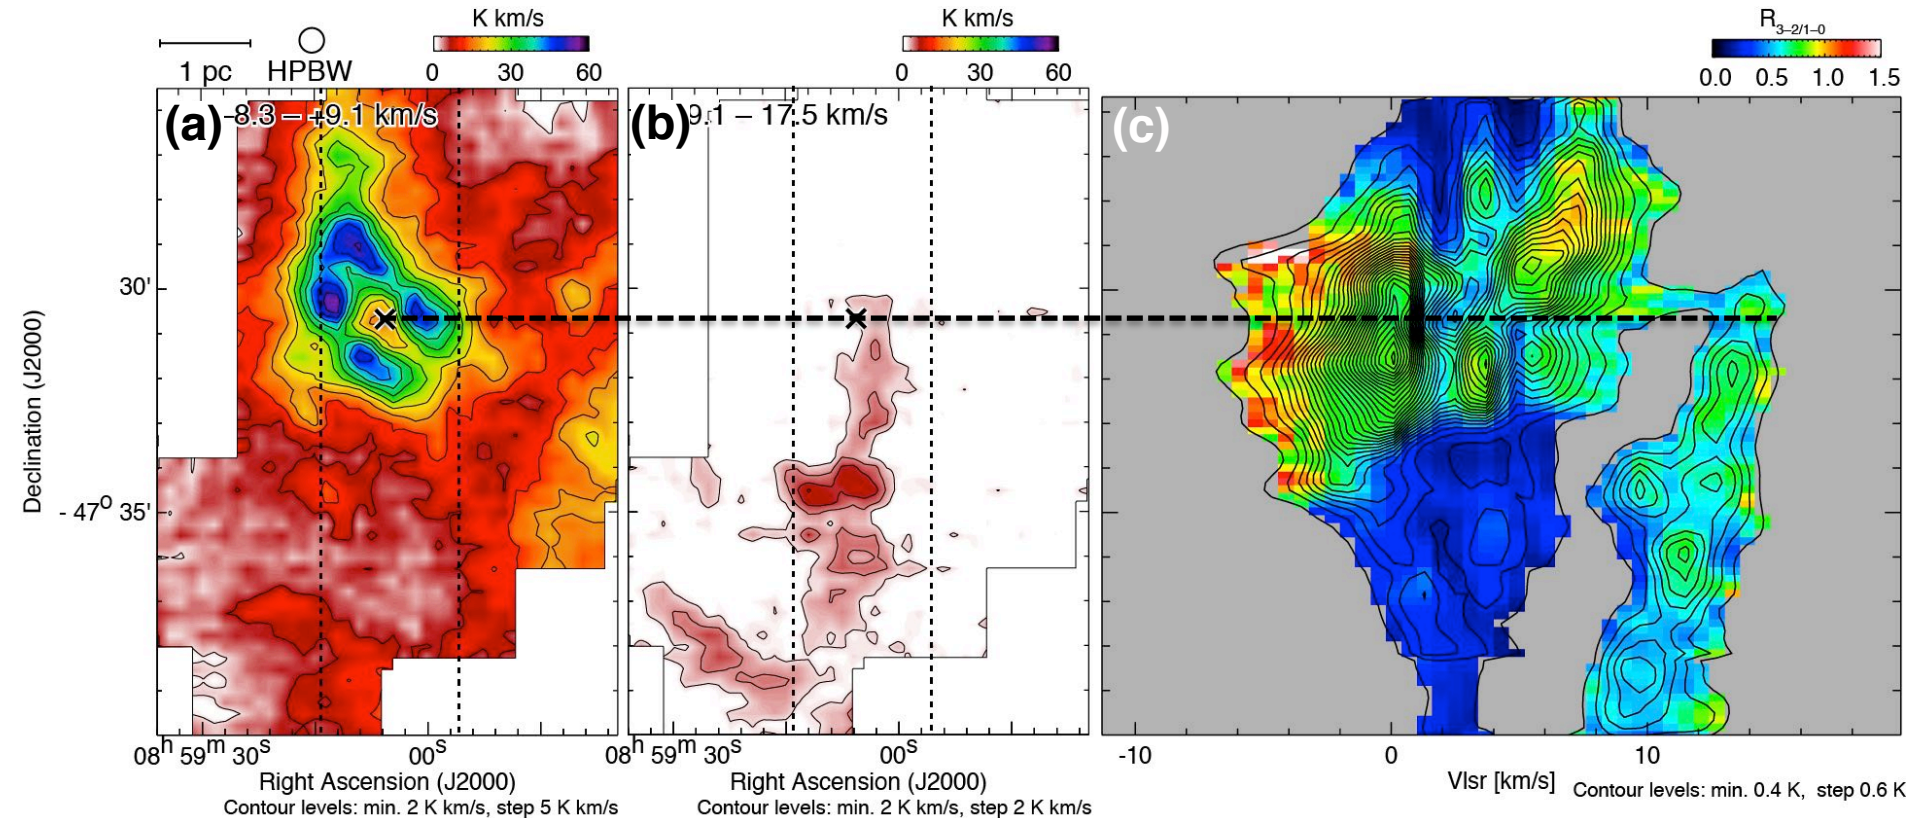 K km/s
K km/s
R3–2/1–0
1 pc HPBW
0 30 60
0 30 60
0.0 0.5 1.0 1.5
(a) -8.3 – +9.1 km/s
(b) 9.1 – 17.5 km/s
(c)
30'
- 47o 35'
Declination (J2000)
08h 59m 30s 00s
h 59m 30s 00s
-10 0 10
Right Ascension (J2000)
Right Ascension (J2000)
Vlsr [km/s]
Contour levels: min. 2 K km/s, step 5 K km/s
Contour levels: min. 2 K km/s, step 2 K km/s
Contour levels: min. 0.4 K, step 0.6 K